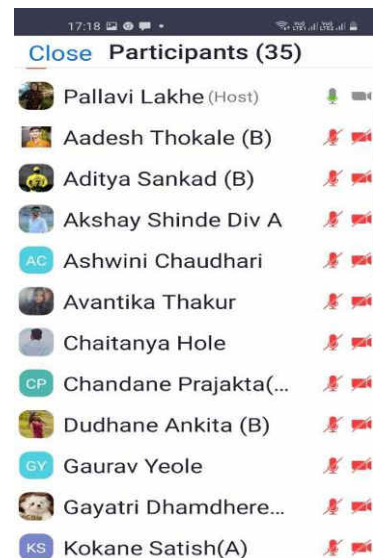 17:18
Close Participants (35)
Pallavi Lakhe (Host)
Aadesh Thokale (B)
Aditya Sankad (B)
Akshay Shinde Div A
AC Ashwini Chaudhari
Avantika Thakur
Chaitanya Hole
CP Chandane Prajakta(...
Dudhane Ankita (B)
GY Gaurav Yeole
Gayatri Dhamdhere...
KS Kokane Satish(A)